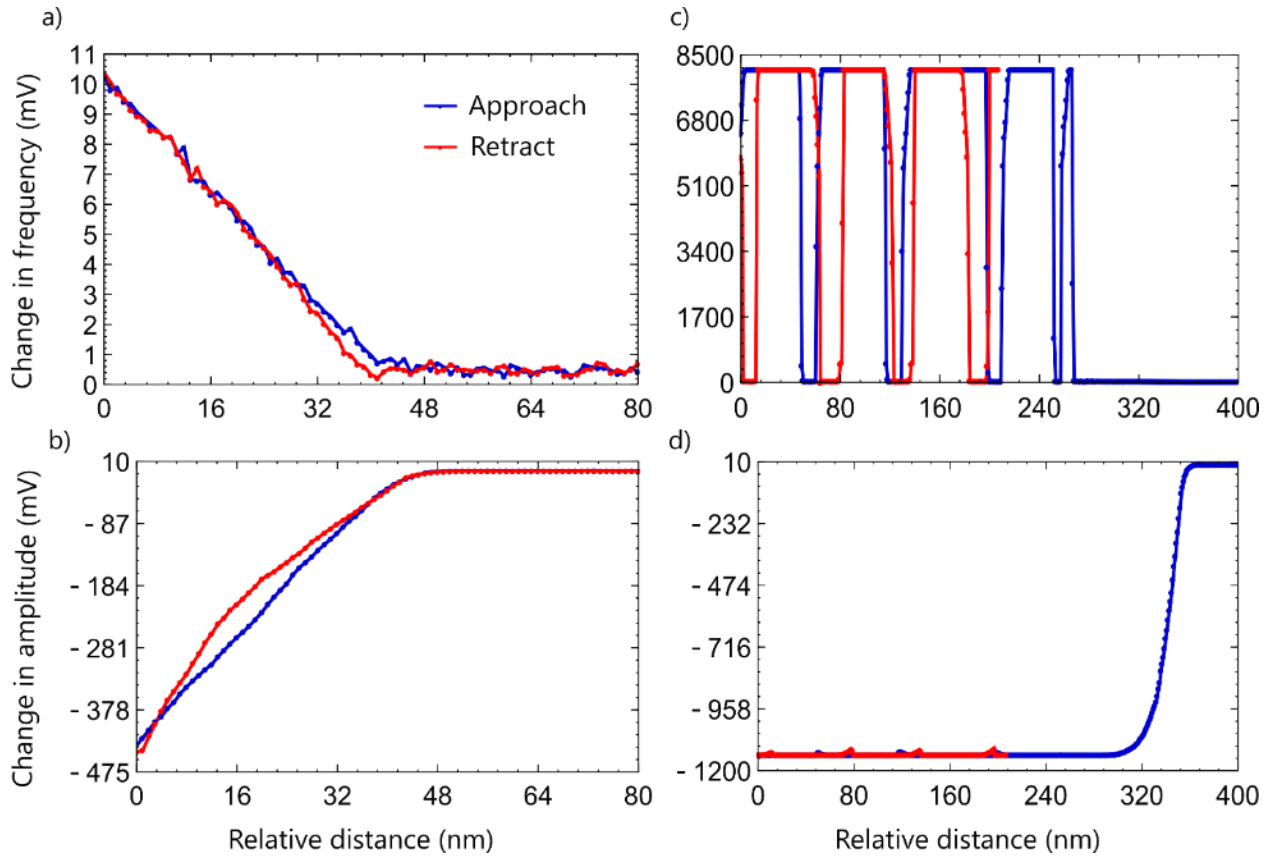 a)
Change in frequency (mV)
11
10
9
8
7
6
5
4
3
2
1
0
0 16 32 48 64 80
Approach
Retract
c)
8500
6800
5100
3400
1700
0
0 80 160 240 320 400
b)
Change in amplitude (mV)
10
- 87
- 184
- 281
- 378
- 475
0 16 32 48 64 80
Relative distance (nm)
d)
10
- 232
- 474
- 716
- 958
- 1200
0 80 160 240 320 400
Relative distance (nm)